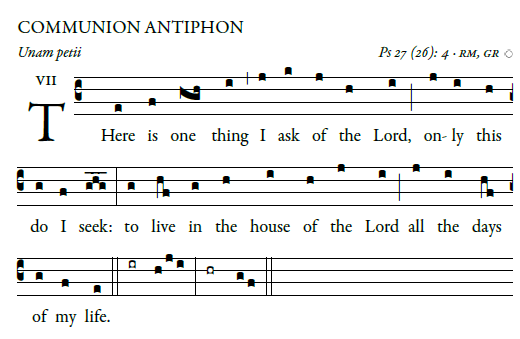 COMMUNION ANTIPHON
Unam petii Ps 27 (26): 4 · RM, GR ◇
VII
THere is one thing I ask of the Lord, on- ly this
do I seek: to live in the house of the Lord all the days
of my life.